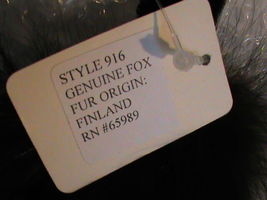 STYLE 916
GENUINE FOX
FUR ORIGIN:
FINLAND
RN #65989